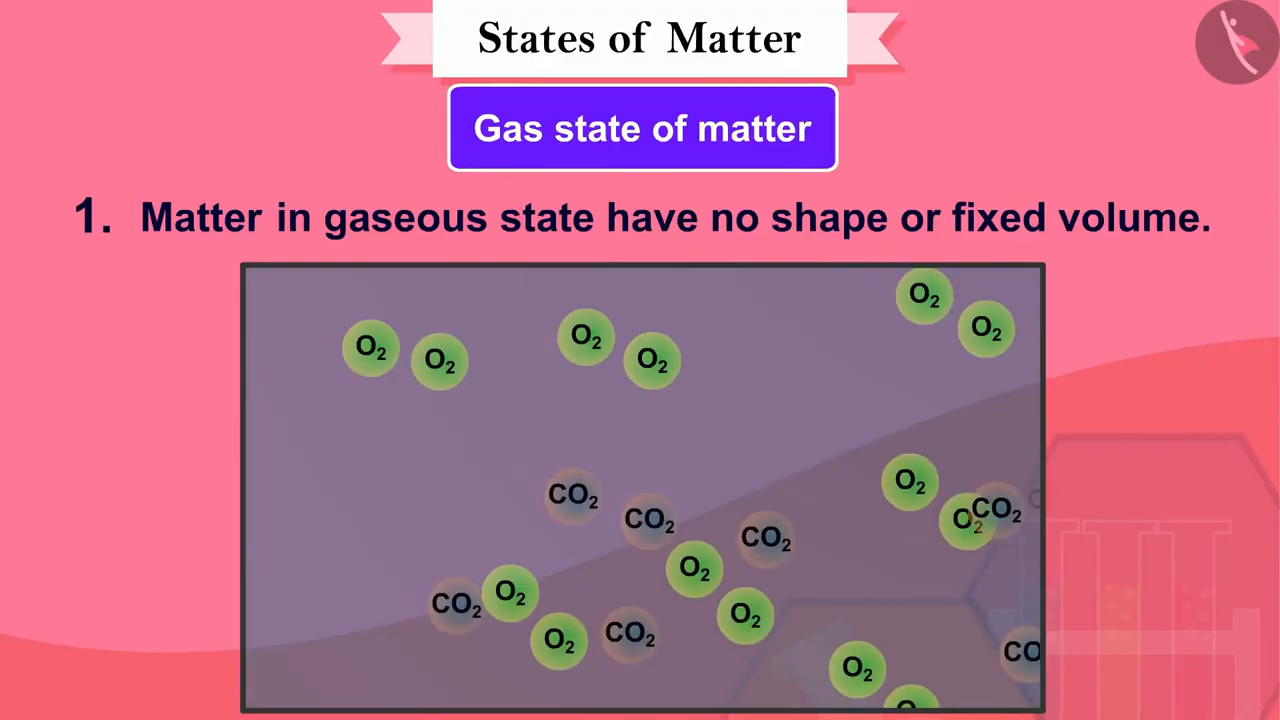 States of Matter
Gas state of matter
1. Matter in gaseous state have no shape or fixed volume.
O₂ O₂ O₂ O₂ O₂ O₂
O₂
CO₂ CO₂ CO₂ O₂ CO₂
O₂
CO₂ O₂ O₂
O₂ CO₂ CO
O₂